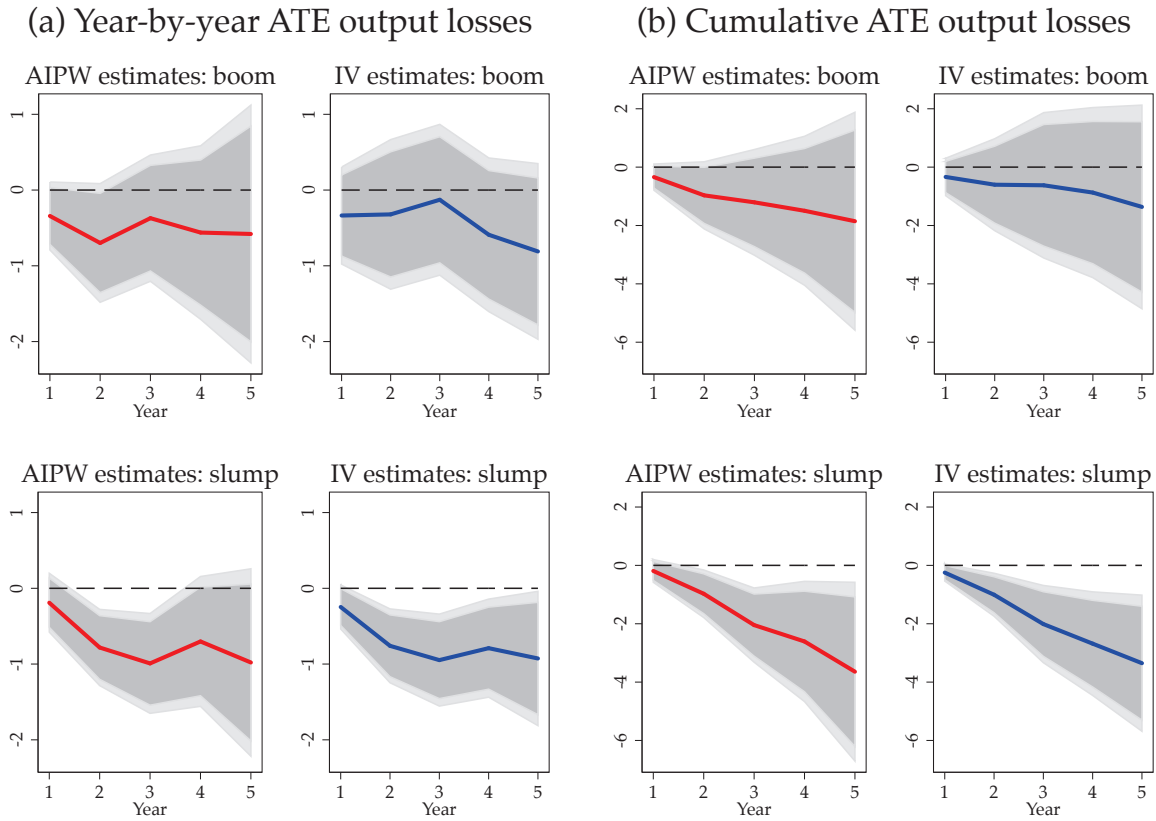 (a) Year-by-year ATE output losses
AIPW estimates: boom
IV estimates: boom
1
0
-1
-2
1 2 3 4 5
Year
1 2 3 4 5
Year
AIPW estimates: slump
IV estimates: slump
1
0
-1
-2
1 2 3 4 5
Year
1
0
-1
-2
1 2 3 4 5
Year
(b) Cumulative ATE output losses
AIPW estimates: boom
IV estimates: boom
2
0
-2
-4
-6
1 2 3 4 5
Year
2
0
-2
-4
-6
1 2 3 4 5
Year
AIPW estimates: slump
IV estimates: slump
2
0
-2
-4
-6
1 2 3 4 5
Year
2
0
-2
-4
-6
1 2 3 4 5
Year